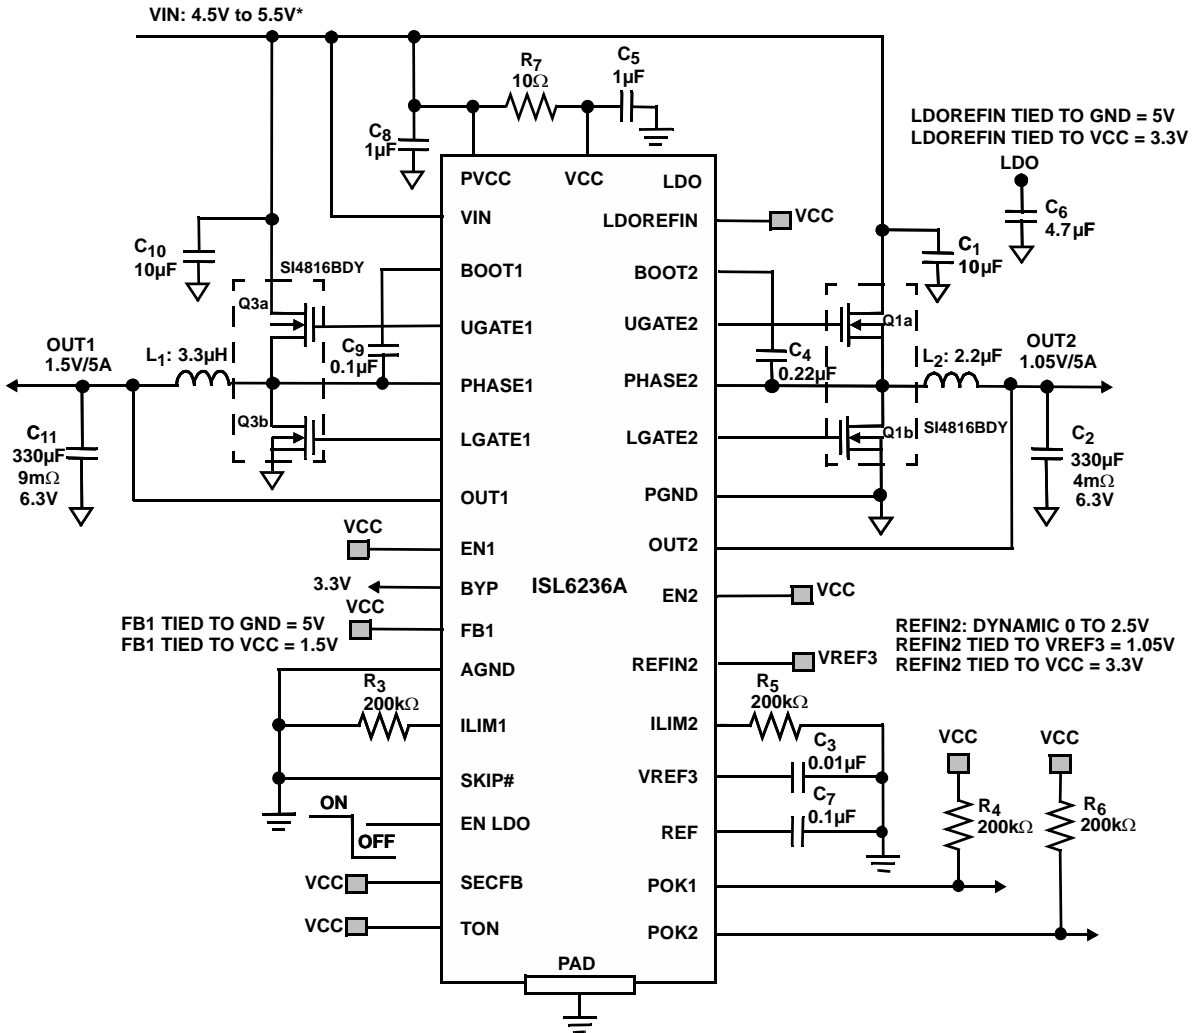 VIN: 4.5V to 5.5V*
R7
10Ω
C5
1µF
C8
1µF
LDOREFIN TIED TO GND = 5V
LDOREFIN TIED TO VCC = 3.3V
LDO
C6
4.7µF
PVCC
VCC
LDO
VIN
LDOREFIN
VCC
C10
10µF
SI4816BDY
BOOT1
BOOT2
C1
10µF
Q3a
UGATE1
UGATE2
Q1a
OUT1
1.5V/5A
L1: 3.3µH
C9
0.1µF
C4
0.22µF
L2: 2.2µF
OUT2
1.05V/5A
PHASE1
PHASE2
Q3b
LGATE1
LGATE2
Q1b
SI4816BDY
C11
330µF
9mΩ
6.3V
C2
330µF
4mΩ
6.3V
OUT1
PGND
VCC
EN1
OUT2
3.3V
BYP
ISL6236A
EN2
VCC
VCC
FB1 TIED TO GND = 5V
FB1 TIED TO VCC = 1.5V
FB1
REFIN2: DYNAMIC 0 TO 2.5V
REFIN2 TIED TO VREF3 = 1.05V
REFIN2 TIED TO VCC = 3.3V
AGND
REFIN2
VREF3
R3
200kΩ
ILIM1
ILIM2
R5
200kΩ
SKIP#
VREF3
C3
0.01µF
VCC
VCC
ON
OFF
EN LDO
REF
C7
0.1µF
R4
200kΩ
R6
200kΩ
VCC
SECFB
POK1
VCC
TON
POK2
PAD